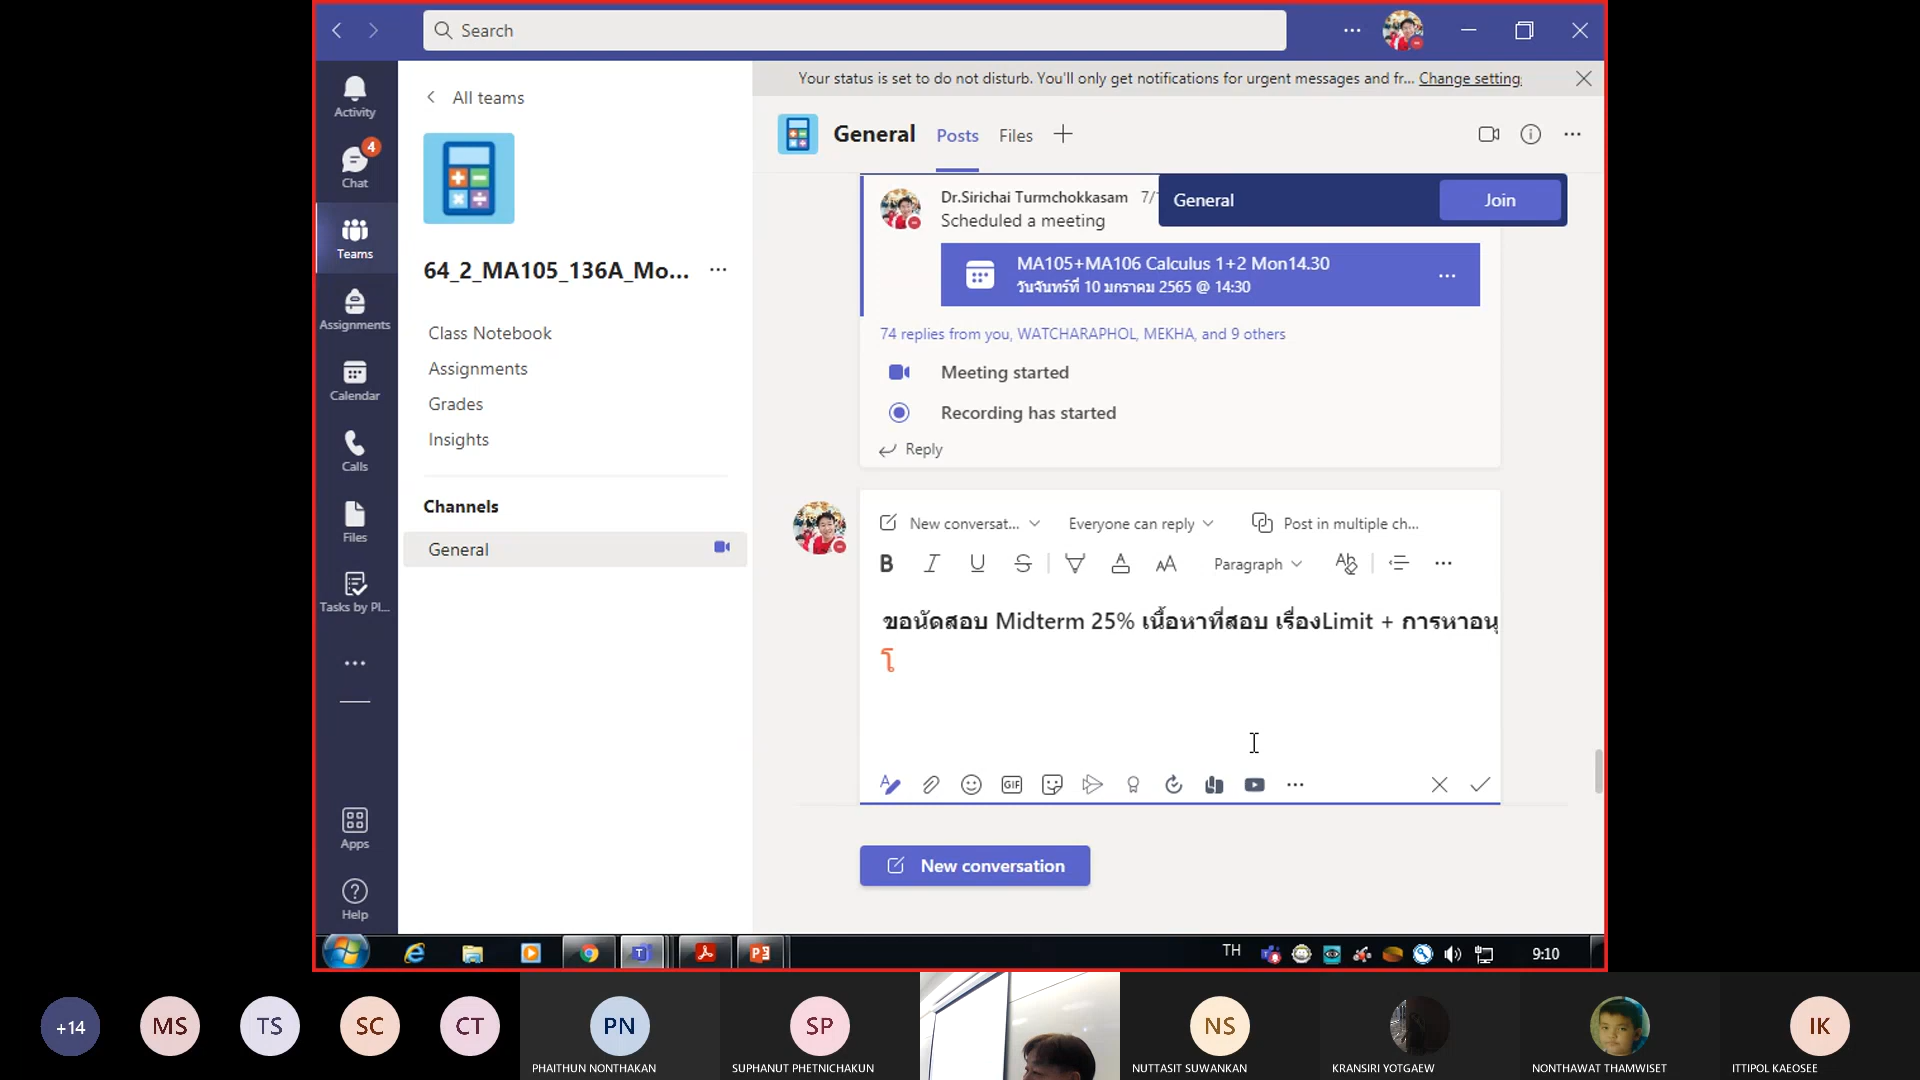 Search
Your status is set to do not disturb. You'll only get notifications for urgent messages and fr... Change setting
Activity
4
Chat
Teams
Assignments
Calendar
Calls
Files
Tasks by Pl...
Apps
Help
All teams
64_2_MA105_136A_Mo...
Class Notebook
Assignments
Grades
Insights
Channels
General
General
Posts
Files
General
Join
Dr.Sirichai Turmchokkasam 7/
Scheduled a meeting
MA105+MA106 Calculus 1+2 Mon14.30
วันจันทร์ที่ 10 มกราคม 2565 @ 14:30
74 replies from you, WATCHARAPHOL, MEKHA, and 9 others
Meeting started
Recording has started
Reply
New conversat...
Everyone can reply
Post in multiple ch...
B I U S
Paragraph
ขอนัดสอบ Midterm 25% เนื้อหาที่สอบ เรื่องLimit + การหาอนุ
โ
GIF
New conversation
TH
9:10
+14
MS
TS
SC
CT
PN
PHAITHUN NONTHAKAN
SP
SUPHANUT PHETNICHAKUN
NS
NUTTASIT SUWANKAN
KRANSIRI YOTGAEW
NONTHAWAT THAMWISET
IK
ITTIPOL KAEOSEE